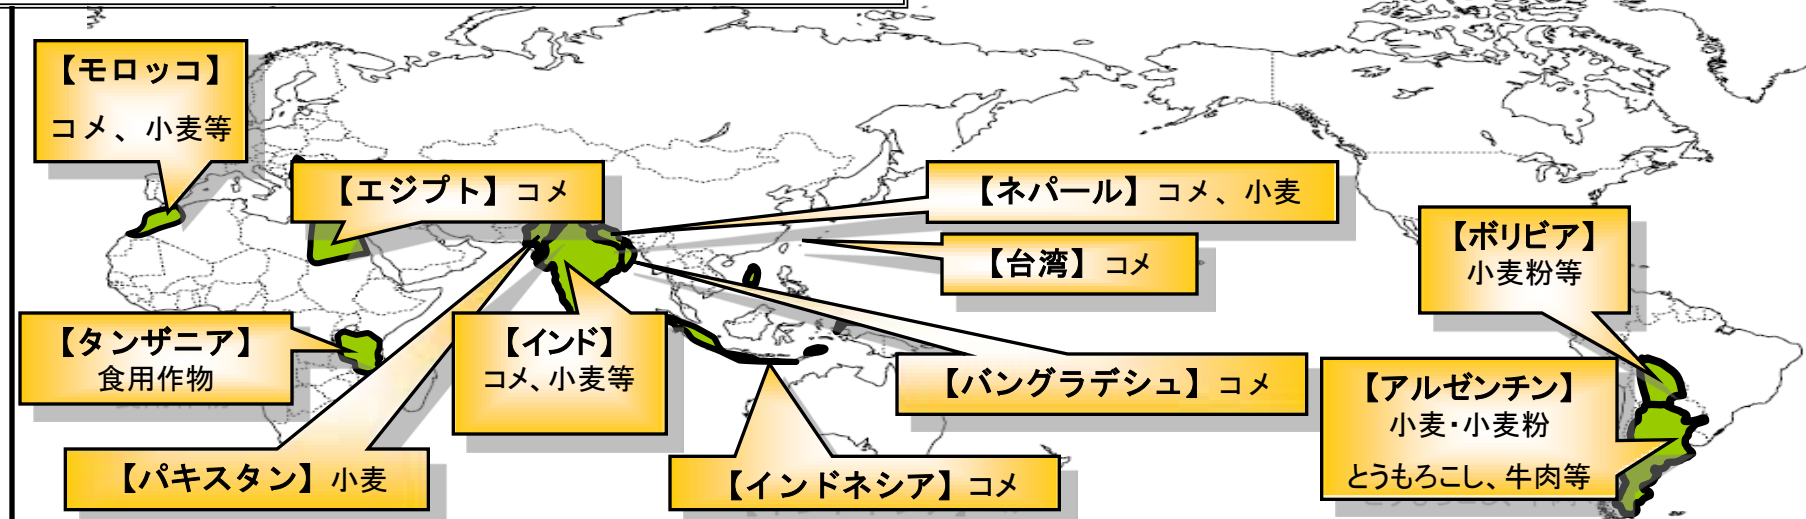 【モロッコ】
コメ、小麦等
【エジプト】コメ
【ネパール】コメ、小麦
【台湾】コメ
【ボリビア】
小麦粉等
【タンザニア】
食用作物
【インド】
コメ、小麦等
【バングラデシュ】コメ
【アルゼンチン】
小麦・小麦粉
とうもろこし、牛肉等
【パキスタン】小麦
【インドネシア】コメ